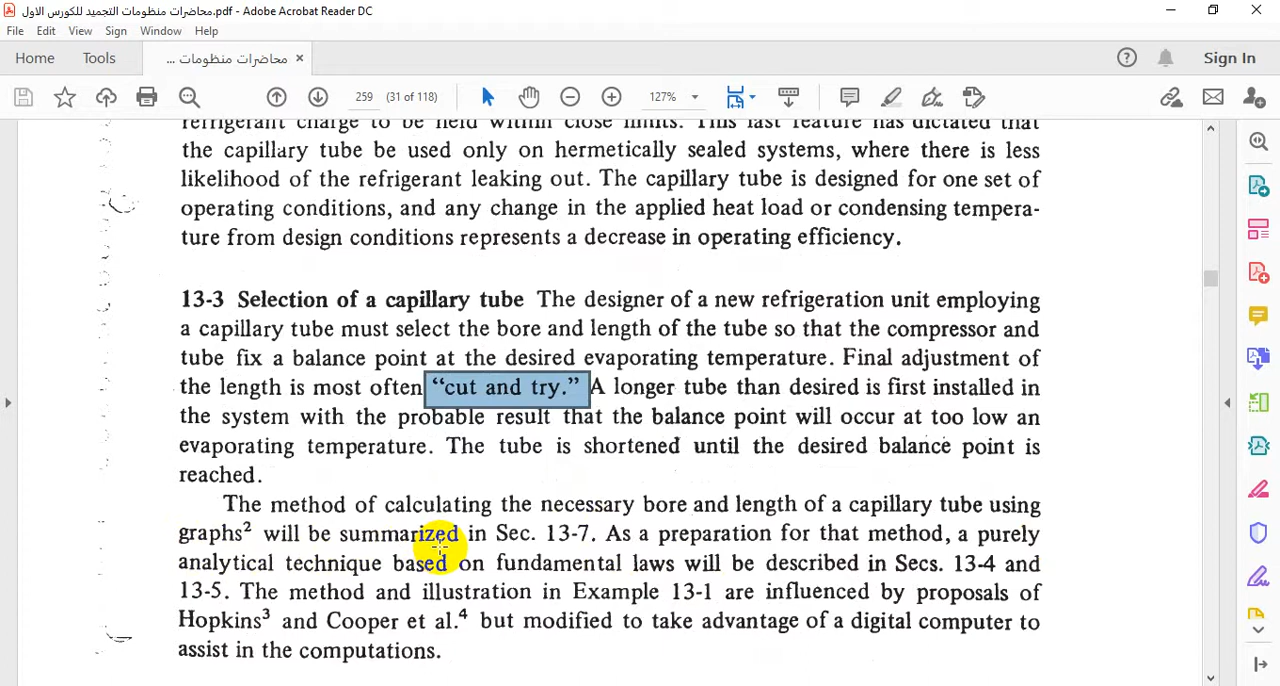 محاضرات منظومات التجميد للكورس الاول.pdf - Adobe Acrobat Reader DC
File Edit View Sign Window Help
Home Tools محاضرات منظومات ... × Sign In
259 (31 of 118) 127%
refrigerant charge to be held within close limits. This last feature has dictated that
the capillary tube be used only on hermetically sealed systems, where there is less
likelihood of the refrigerant leaking out. The capillary tube is designed for one set of
operating conditions, and any change in the applied heat load or condensing tempera-
ture from design conditions represents a decrease in operating efficiency.
13-3 Selection of a capillary tube The designer of a new refrigeration unit employing
a capillary tube must select the bore and length of the tube so that the compressor and
tube fix a balance point at the desired evaporating temperature. Final adjustment of
the length is most often “cut and try.” A longer tube than desired is first installed in
the system with the probable result that the balance point will occur at too low an
evaporating temperature. The tube is shortened until the desired balance point is
reached.
The method of calculating the necessary bore and length of a capillary tube using
graphs² will be summarized in Sec. 13-7. As a preparation for that method, a purely
analytical technique based on fundamental laws will be described in Secs. 13-4 and
13-5. The method and illustration in Example 13-1 are influenced by proposals of
Hopkins³ and Cooper et al.⁴ but modified to take advantage of a digital computer to
assist in the computations.